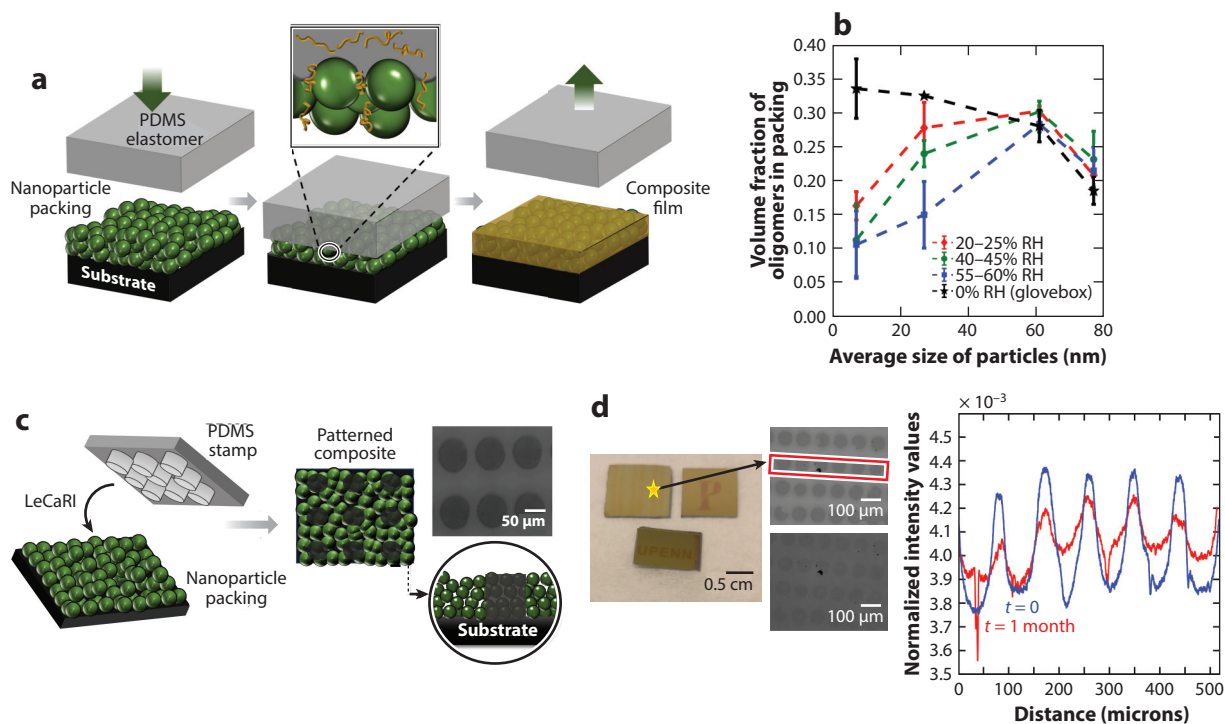 a
PDMS
elastomer
Nanoparticle
packing
Substrate
Composite
film
b
Volume fraction of
oligomers in packing
0.40
0.35
0.30
0.25
0.20
0.15
0.10
0.05
0.00
20–25% RH
40–45% RH
55–60% RH
0% RH (glovebox)
0 20 40 60 80
Average size of particles (nm)
c
PDMS
stamp
LeCaRI
Nanoparticle
packing
Patterned
composite
50 μm
Substrate
d
P
UPENN
0.5 cm
100 μm
100 μm
× 10⁻³
Normalized intensity values
4.5
4.4
4.3
4.2
4.1
4.0
3.9
3.8
3.7
3.6
3.5
t = 0
t = 1 month
0 50 100 150 200 250 300 350 400 450 500
Distance (microns)